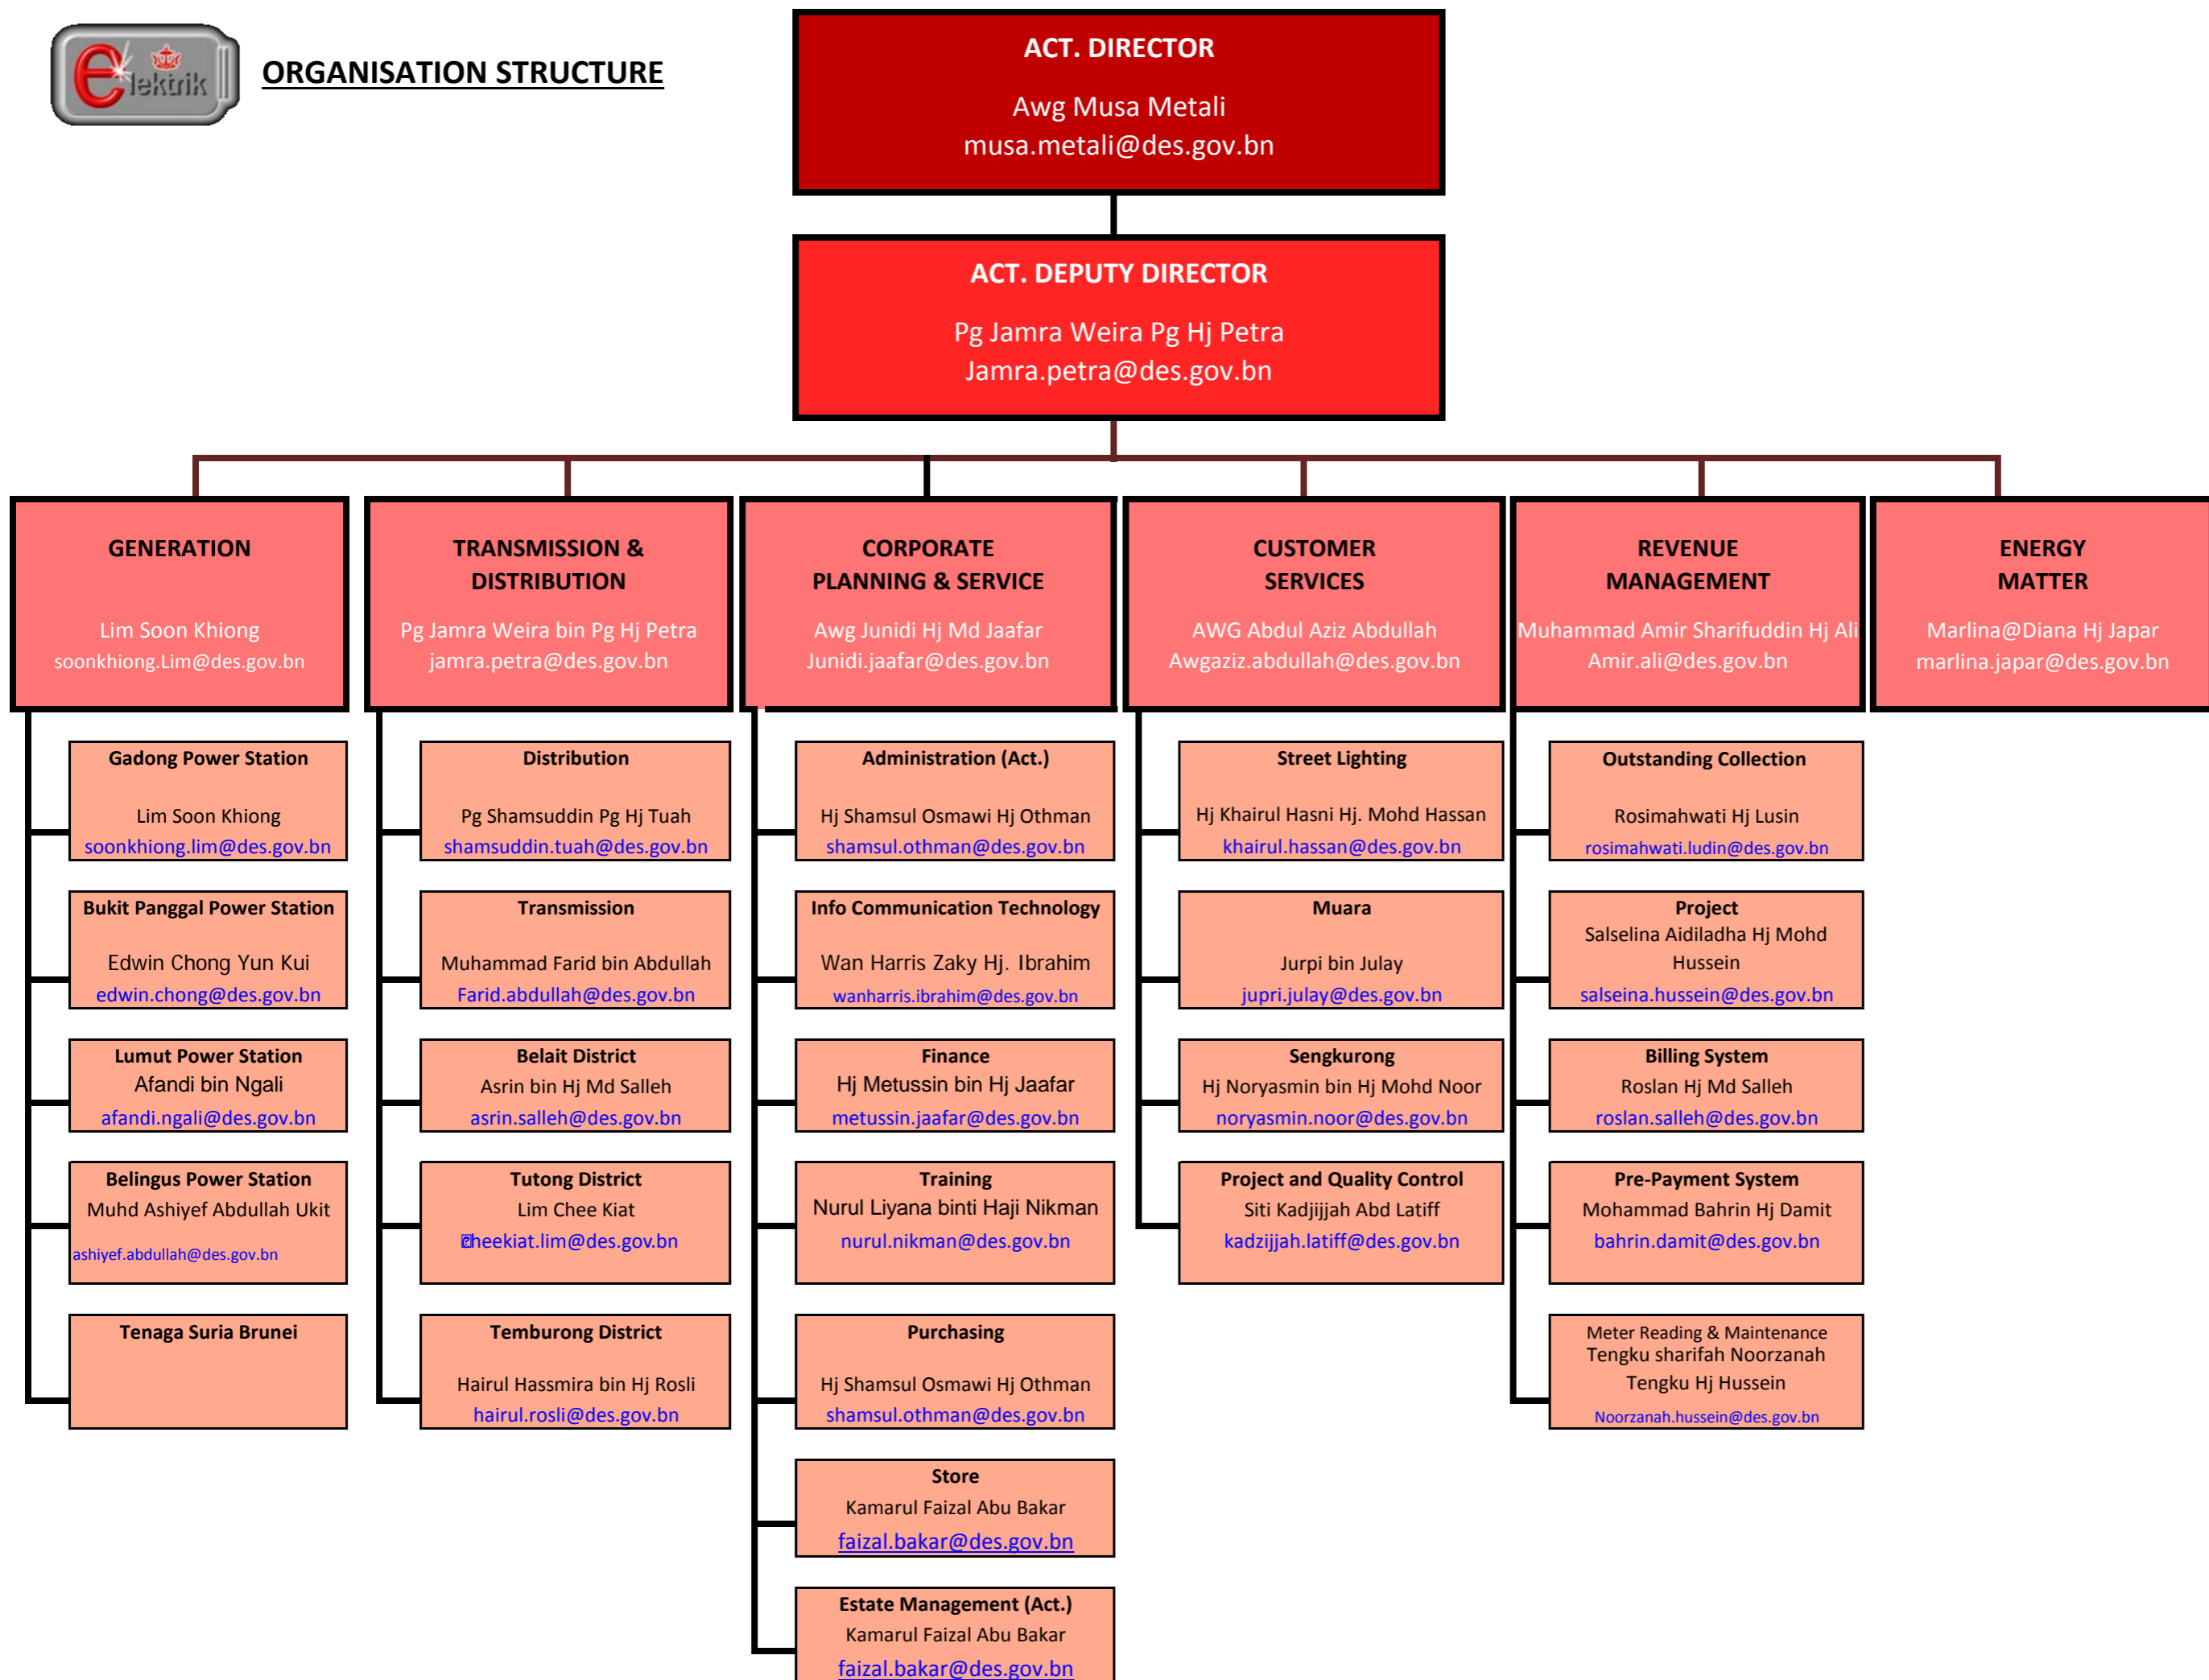 elektrik
ORGANISATION STRUCTURE
ACT. DIRECTOR
Awg Musa Metali
musa.metali@des.gov.bn
ACT. DEPUTY DIRECTOR
Pg Jamra Weira Pg Hj Petra
Jamra.petra@des.gov.bn
GENERATION
Lim Soon Khiong
soonkhiong.Lim@des.gov.bn
TRANSMISSION &
DISTRIBUTION
Pg Jamra Weira bin Pg Hj Petra
jamra.petra@des.gov.bn
CORPORATE
PLANNING & SERVICE
Awg Junidi Hj Md Jaafar
Junidi.jaafar@des.gov.bn
CUSTOMER
SERVICES
AWG Abdul Aziz Abdullah
Awgaziz.abdullah@des.gov.bn
REVENUE
MANAGEMENT
Muhammad Amir Sharifuddin Hj Ali
Amir.ali@des.gov.bn
ENERGY
MATTER
Marlina@Diana Hj Japar
marlina.japar@des.gov.bn
Gadong Power Station
Lim Soon Khiong
soonkhiong.lim@des.gov.bn
Bukit Panggal Power Station
Edwin Chong Yun Kui
edwin.chong@des.gov.bn
Lumut Power Station
Afandi bin Ngali
afandi.ngali@des.gov.bn
Belingus Power Station
Muhd Ashiyef Abdullah Ukit
ashiyef.abdullah@des.gov.bn
Tenaga Suria Brunei
Distribution
Pg Shamsuddin Pg Hj Tuah
shamsuddin.tuah@des.gov.bn
Transmission
Muhammad Farid bin Abdullah
Farid.abdullah@des.gov.bn
Belait District
Asrin bin Hj Md Salleh
asrin.salleh@des.gov.bn
Tutong District
Lim Chee Kiat
cheekiat.lim@des.gov.bn
Temburong District
Hairul Hassmira bin Hj Rosli
hairul.rosli@des.gov.bn
Administration (Act.)
Hj Shamsul Osmawi Hj Othman
shamsul.othman@des.gov.bn
Info Communication Technology
Wan Harris Zaky Hj. Ibrahim
wanharris.ibrahim@des.gov.bn
Finance
Hj Metussin bin Hj Jaafar
metussin.jaafar@des.gov.bn
Training
Nurul Liyana binti Haji Nikman
nurul.nikman@des.gov.bn
Purchasing
Hj Shamsul Osmawi Hj Othman
shamsul.othman@des.gov.bn
Store
Kamarul Faizal Abu Bakar
faizal.bakar@des.gov.bn
Estate Management (Act.)
Kamarul Faizal Abu Bakar
faizal.bakar@des.gov.bn
Street Lighting
Hj Khairul Hasni Hj. Mohd Hassan
khairul.hassan@des.gov.bn
Muara
Jurpi bin Julay
jupri.julay@des.gov.bn
Sengkurong
Hj Noryasmin bin Hj Mohd Noor
noryasmin.noor@des.gov.bn
Project and Quality Control
Siti Kadjijjah Abd Latiff
kadzijjah.latiff@des.gov.bn
Outstanding Collection
Rosimahwati Hj Lusin
rosimahwati.ludin@des.gov.bn
Project
Salselina Aidiladha Hj Mohd
Hussein
salseina.hussein@des.gov.bn
Billing System
Roslan Hj Md Salleh
roslan.salleh@des.gov.bn
Pre-Payment System
Mohammad Bahrin Hj Damit
bahrin.damit@des.gov.bn
Meter Reading & Maintenance
Tengku sharifah Noorzanah
Tengku Hj Hussein
Noorzanah.hussein@des.gov.bn